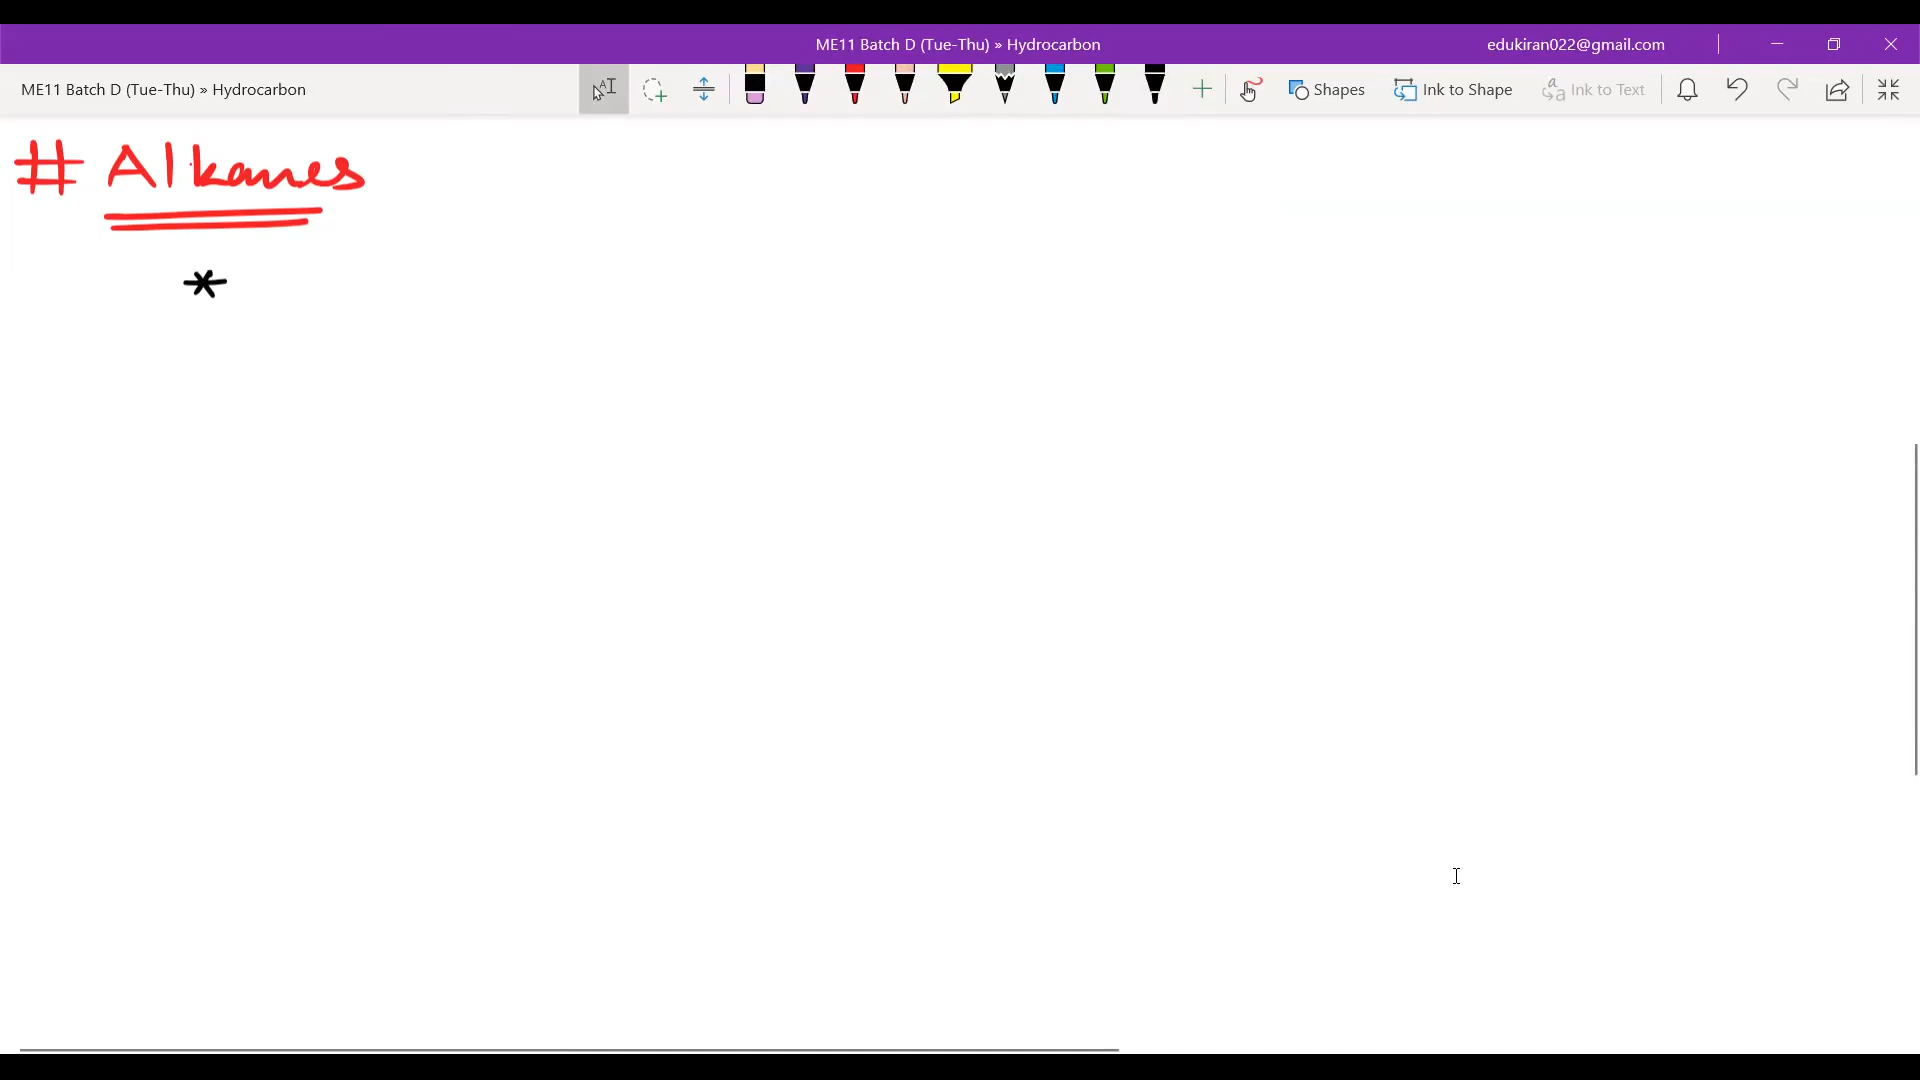 ME11 Batch D (Tue-Thu) » Hydrocarbon
edukiran022@gmail.com
ME11 Batch D (Tue-Thu) » Hydrocarbon
Shapes
Ink to Shape
Ink to Text
# Alkanes
*